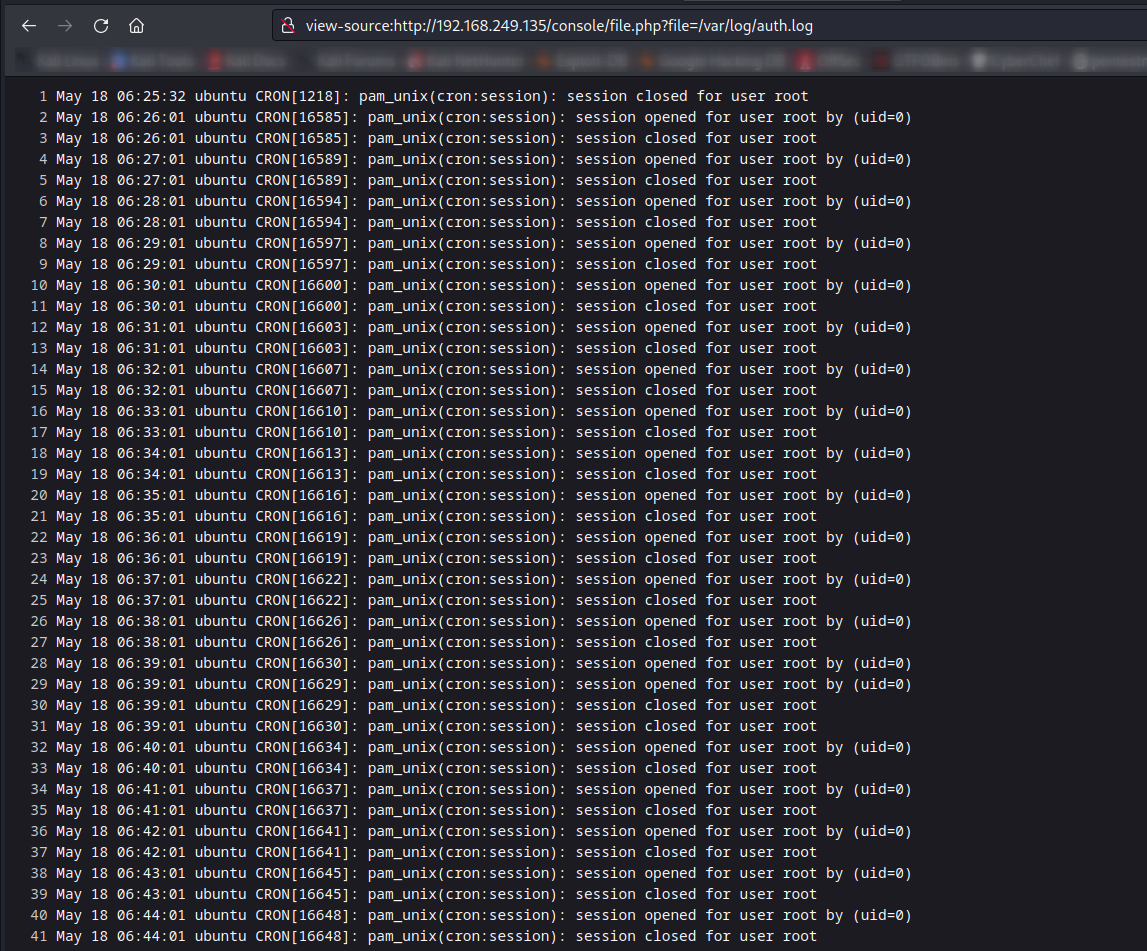 view-source:http://192.168.249.135/console/file.php?file=/var/log/auth.log
1 May 18 06:25:32 ubuntu CRON[1218]: pam_unix(cron:session): session closed for user root
2 May 18 06:26:01 ubuntu CRON[16585]: pam_unix(cron:session): session opened for user root by (uid=0)
3 May 18 06:26:01 ubuntu CRON[16585]: pam_unix(cron:session): session closed for user root
4 May 18 06:27:01 ubuntu CRON[16589]: pam_unix(cron:session): session opened for user root by (uid=0)
5 May 18 06:27:01 ubuntu CRON[16589]: pam_unix(cron:session): session closed for user root
6 May 18 06:28:01 ubuntu CRON[16594]: pam_unix(cron:session): session opened for user root by (uid=0)
7 May 18 06:28:01 ubuntu CRON[16594]: pam_unix(cron:session): session closed for user root
8 May 18 06:29:01 ubuntu CRON[16597]: pam_unix(cron:session): session opened for user root by (uid=0)
9 May 18 06:29:01 ubuntu CRON[16597]: pam_unix(cron:session): session closed for user root
10 May 18 06:30:01 ubuntu CRON[16600]: pam_unix(cron:session): session opened for user root by (uid=0)
11 May 18 06:30:01 ubuntu CRON[16600]: pam_unix(cron:session): session closed for user root
12 May 18 06:31:01 ubuntu CRON[16603]: pam_unix(cron:session): session opened for user root by (uid=0)
13 May 18 06:31:01 ubuntu CRON[16603]: pam_unix(cron:session): session closed for user root
14 May 18 06:32:01 ubuntu CRON[16607]: pam_unix(cron:session): session opened for user root by (uid=0)
15 May 18 06:32:01 ubuntu CRON[16607]: pam_unix(cron:session): session closed for user root
16 May 18 06:33:01 ubuntu CRON[16610]: pam_unix(cron:session): session opened for user root by (uid=0)
17 May 18 06:33:01 ubuntu CRON[16610]: pam_unix(cron:session): session closed for user root
18 May 18 06:34:01 ubuntu CRON[16613]: pam_unix(cron:session): session opened for user root by (uid=0)
19 May 18 06:34:01 ubuntu CRON[16613]: pam_unix(cron:session): session closed for user root
20 May 18 06:35:01 ubuntu CRON[16616]: pam_unix(cron:session): session opened for user root by (uid=0)
21 May 18 06:35:01 ubuntu CRON[16616]: pam_unix(cron:session): session closed for user root
22 May 18 06:36:01 ubuntu CRON[16619]: pam_unix(cron:session): session opened for user root by (uid=0)
23 May 18 06:36:01 ubuntu CRON[16619]: pam_unix(cron:session): session closed for user root
24 May 18 06:37:01 ubuntu CRON[16622]: pam_unix(cron:session): session opened for user root by (uid=0)
25 May 18 06:37:01 ubuntu CRON[16622]: pam_unix(cron:session): session closed for user root
26 May 18 06:38:01 ubuntu CRON[16626]: pam_unix(cron:session): session opened for user root by (uid=0)
27 May 18 06:38:01 ubuntu CRON[16626]: pam_unix(cron:session): session closed for user root
28 May 18 06:39:01 ubuntu CRON[16630]: pam_unix(cron:session): session opened for user root by (uid=0)
29 May 18 06:39:01 ubuntu CRON[16629]: pam_unix(cron:session): session opened for user root by (uid=0)
30 May 18 06:39:01 ubuntu CRON[16629]: pam_unix(cron:session): session closed for user root
31 May 18 06:39:01 ubuntu CRON[16630]: pam_unix(cron:session): session closed for user root
32 May 18 06:40:01 ubuntu CRON[16634]: pam_unix(cron:session): session opened for user root by (uid=0)
33 May 18 06:40:01 ubuntu CRON[16634]: pam_unix(cron:session): session closed for user root
34 May 18 06:41:01 ubuntu CRON[16637]: pam_unix(cron:session): session opened for user root by (uid=0)
35 May 18 06:41:01 ubuntu CRON[16637]: pam_unix(cron:session): session closed for user root
36 May 18 06:42:01 ubuntu CRON[16641]: pam_unix(cron:session): session opened for user root by (uid=0)
37 May 18 06:42:01 ubuntu CRON[16641]: pam_unix(cron:session): session closed for user root
38 May 18 06:43:01 ubuntu CRON[16645]: pam_unix(cron:session): session opened for user root by (uid=0)
39 May 18 06:43:01 ubuntu CRON[16645]: pam_unix(cron:session): session closed for user root
40 May 18 06:44:01 ubuntu CRON[16648]: pam_unix(cron:session): session opened for user root by (uid=0)
41 May 18 06:44:01 ubuntu CRON[16648]: pam_unix(cron:session): session closed for user root